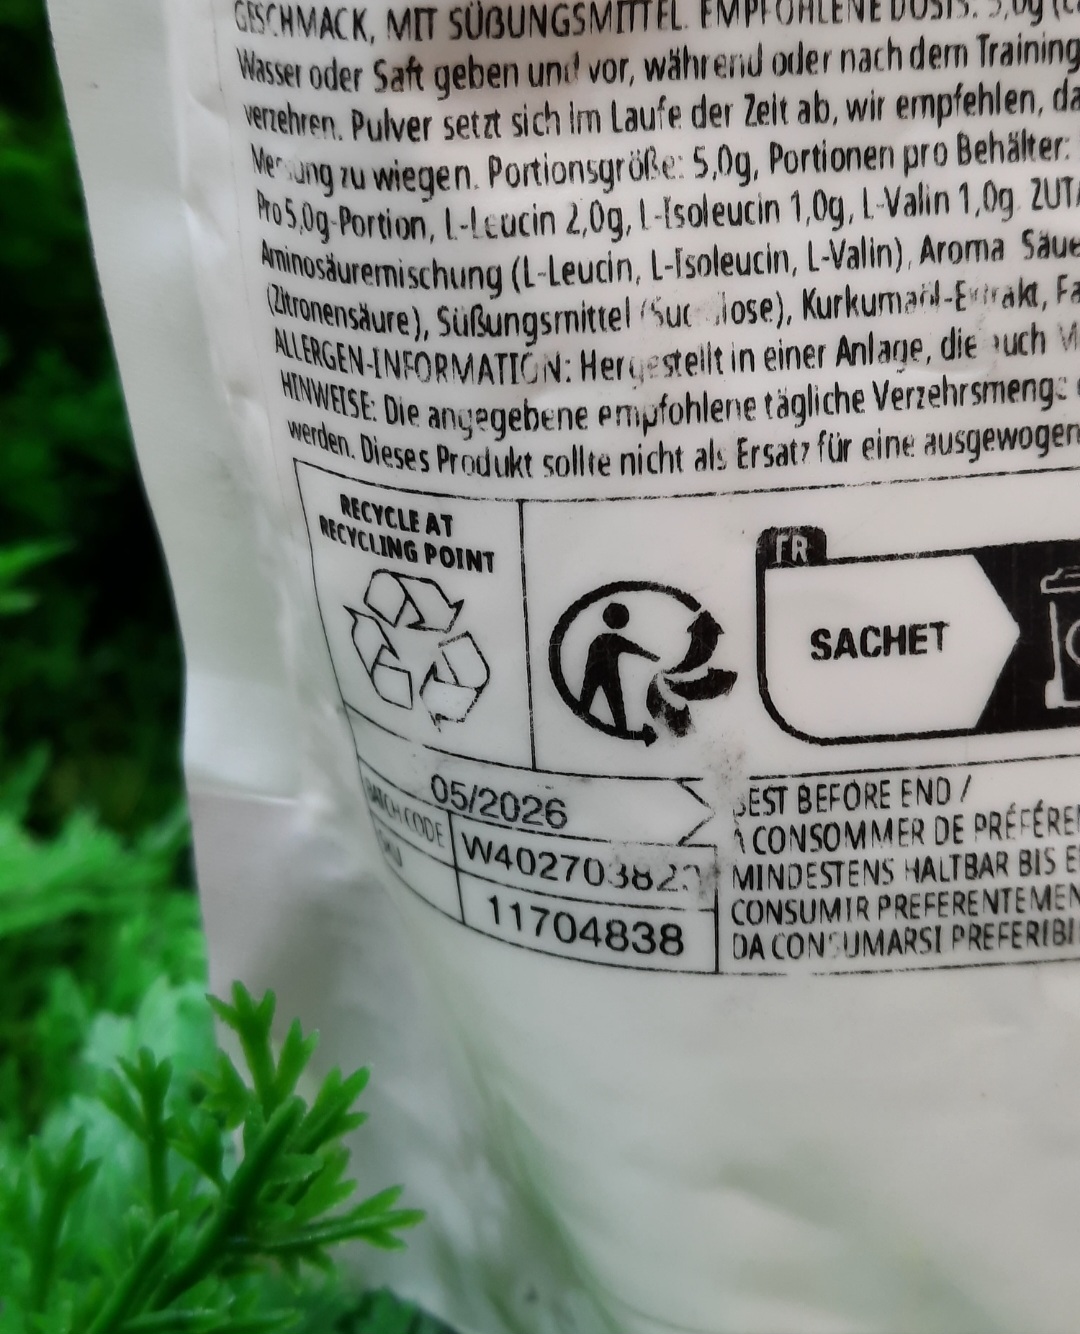 GESCHMACK, MIT SÜßUNGSMITTEL. EMPFOHLENE DOSIS: 5,0g
Wasser oder Saft geben und vor, während oder nach dem Training
verzehren. Pulver setzt sich im Laufe der Zeit ab, wir empfehlen,
zu wiegen. Portionsgröße: 5,0g, Portionen pro Behälter:
Pro 5,0g-Portion, L-Leucin 2,0g, L-Isoleucin 1,0g, L-Valin 1,0g.
Aminosäuremischung (L-Leucin, L-Isoleucin, L-Valin), Aroma
(Zitronensäure), Süßungsmittel
ALLERGEN-INFORMATION: Hergestellt in einer Anlage, die
HINWEISE: Die angegebene empfohlene tägliche Verzehrsmenge
werden. Dieses Produkt sollte nicht als Ersatz für eine
RECYCLE AT
RECYCLING POINT
FR
SACHET
05/2026
BATCH CODE
SKU
11704838
BEST BEFORE END /
À CONSOMMER DE
MINDESTENS HALTBAR BIS
CONSUMIR
DA CONSUMARSI